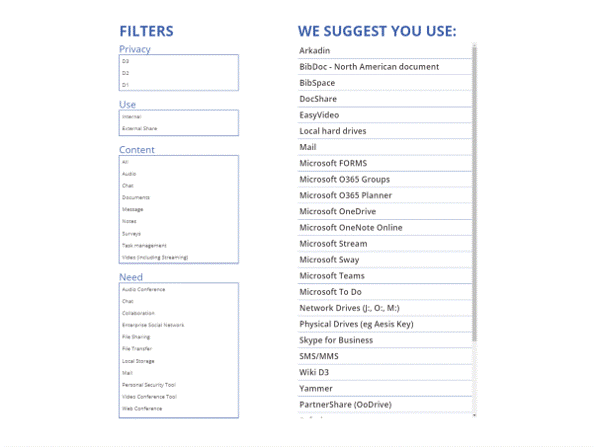 FILTERS
Privacy
D3
D2
D1
Use
Internal
External Share
Content
All
Audio
Chat
Documents
Message
Notes
Surveys
Task management
Video (including Streaming)
Need
Audio Conference
Chat
Collaboration
Enterprise Social Network
File Sharing
File Transfer
Local Storage
Mail
Personal Security Tool
Video Conference Tool
Web Conference
WE SUGGEST YOU USE:
Arkadin
BibDoc - North American document
BibSpace
DocShare
EasyVideo
Local hard drives
Mail
Microsoft FORMS
Microsoft O365 Groups
Microsoft O365 Planner
Microsoft OneDrive
Microsoft OneNote Online
Microsoft Stream
Microsoft Sway
Microsoft Teams
Microsoft To Do
Network Drives (J:, O:, M:)
Physical Drives (eg Aesis Key)
Skype for Business
SMS/MMS
Wiki D3
Yammer
PartnerShare (OoDrive)